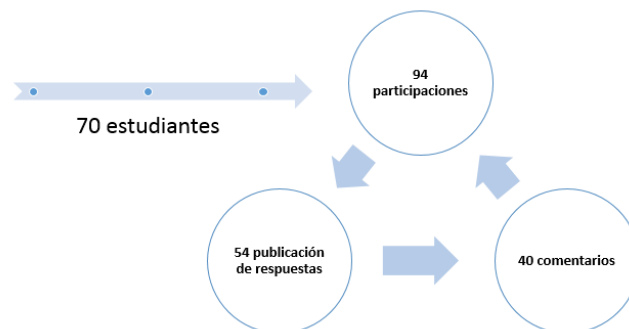 94
participaciones
70 estudiantes
54 publicación
de respuestas
40 comentarios